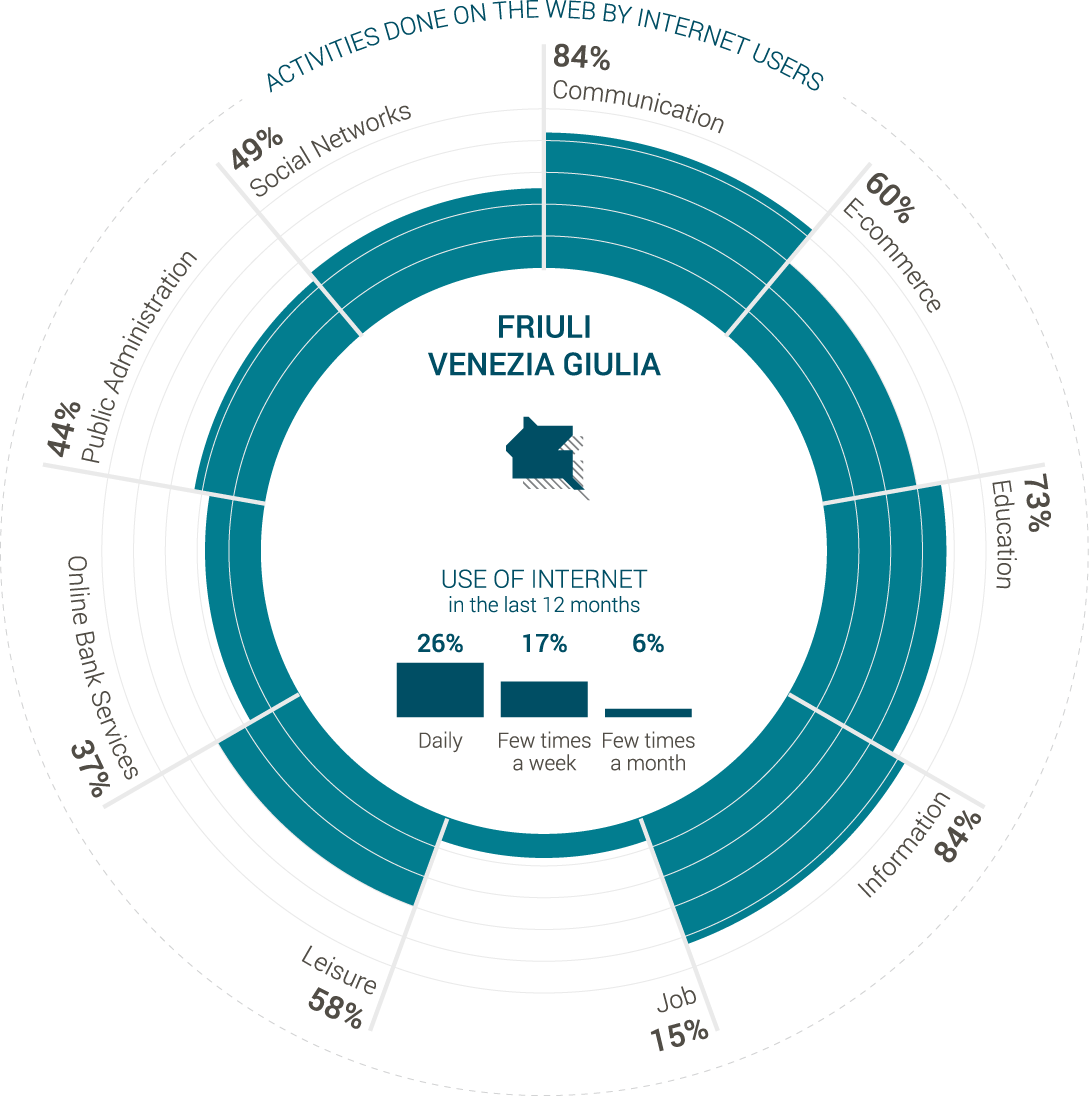 ACTIVITIES DONE ON THE WEB BY INTERNET USERS
84%
Communication
60%
E-commerce
73%
Education
84%
Information
Job
15%
Leisure
58%
Online Bank Services
37%
44%
Public Administration
49%
Social Networks
FRIULI
VENEZIA GIULIA
USE OF INTERNET
in the last 12 months
26%
17%
6%
Daily
Few times
a week
Few times
a month